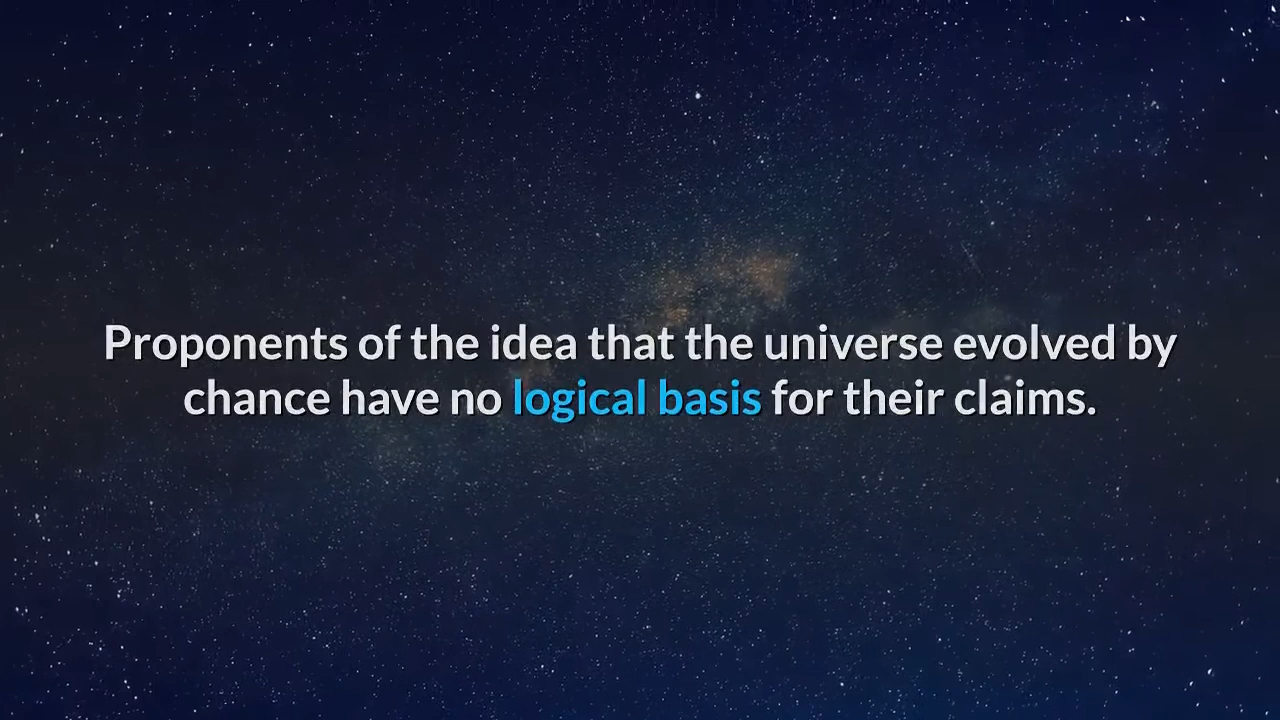 Proponents of the idea that the universe evolved by
chance have no logical basis for their claims.